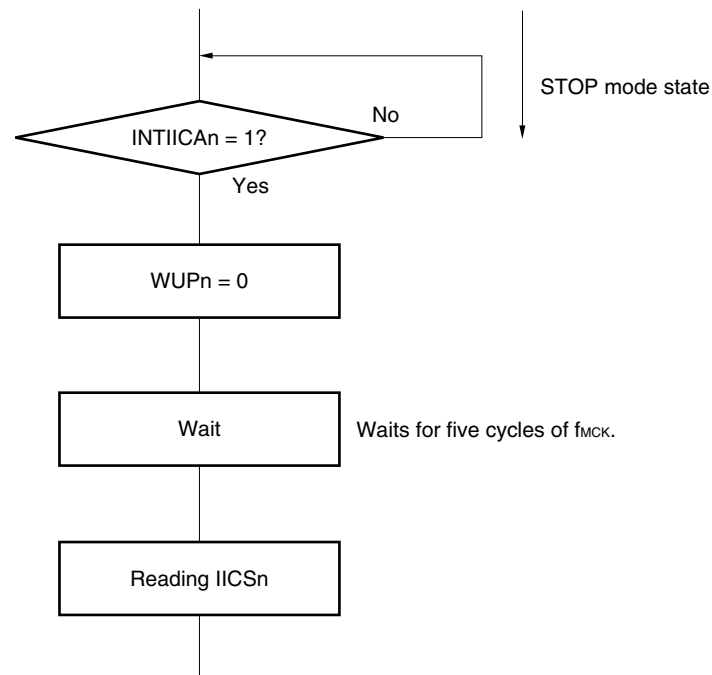 STOP mode state
No
INTIICAn = 1?
Yes
WUPn = 0
Wait
Waits for five cycles of fMCK.
Reading IICSn